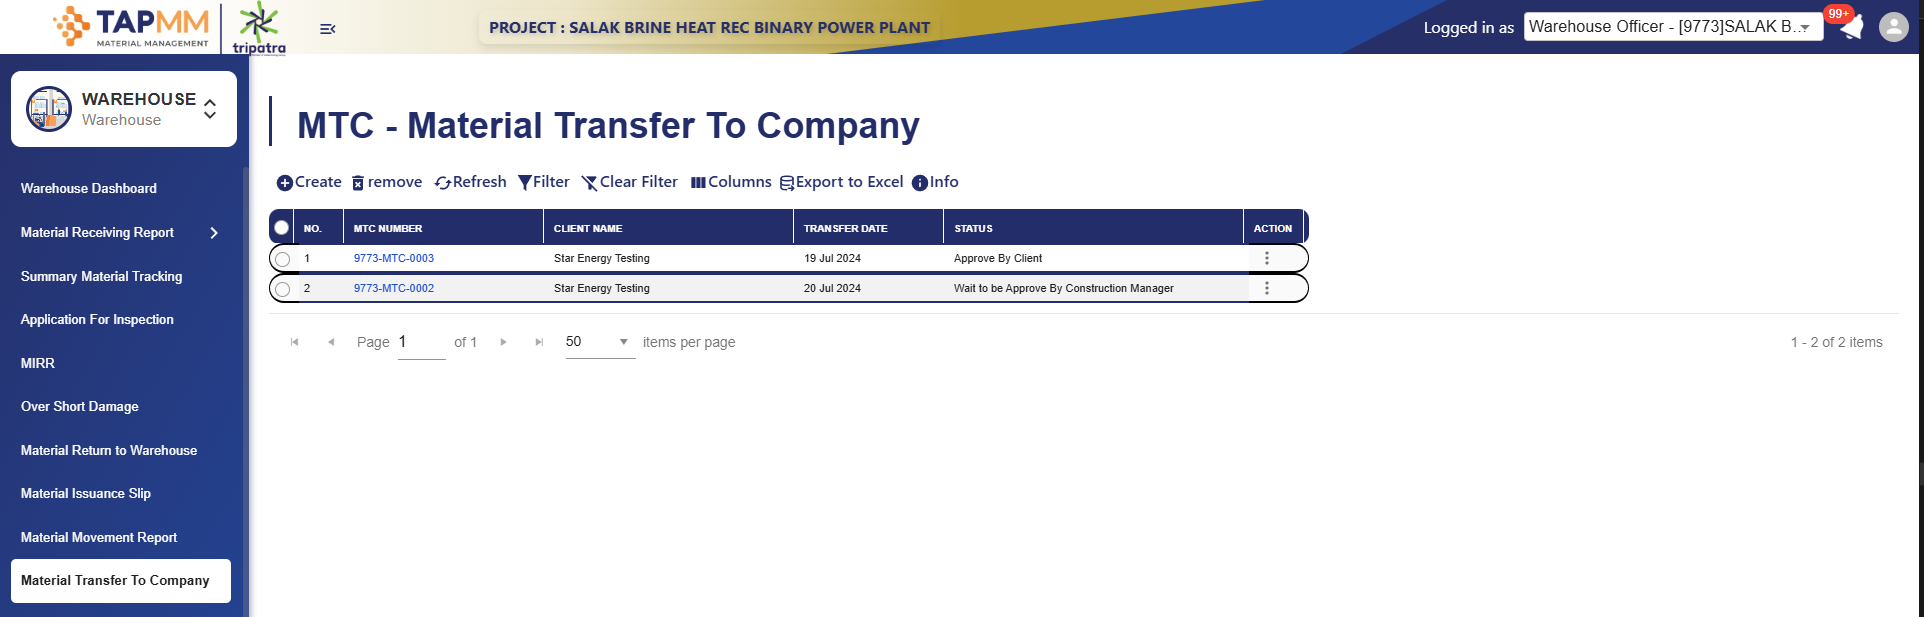 TAPMM
MATERIAL MANAGEMENT
tripatra
PROJECT : SALAK BRINE HEAT REC BINARY POWER PLANT
Logged in as
Warehouse Officer - [9773]SALAK B...
99+
WAREHOUSE
Warehouse
Warehouse Dashboard
Material Receiving Report
Summary Material Tracking
Application For Inspection
MIRR
Over Short Damage
Material Return to Warehouse
Material Issuance Slip
Material Movement Report
Material Transfer To Company
MTC - Material Transfer To Company
Create remove Refresh Filter Clear Filter Columns Export to Excel Info
NO. MTC NUMBER CLIENT NAME TRANSFER DATE STATUS ACTION
1 9773-MTC-0003 Star Energy Testing 19 Jul 2024 Approve By Client
2 9773-MTC-0002 Star Energy Testing 20 Jul 2024 Wait to be Approve By Construction Manager
Page 1 of 1 50 items per page 1 - 2 of 2 items